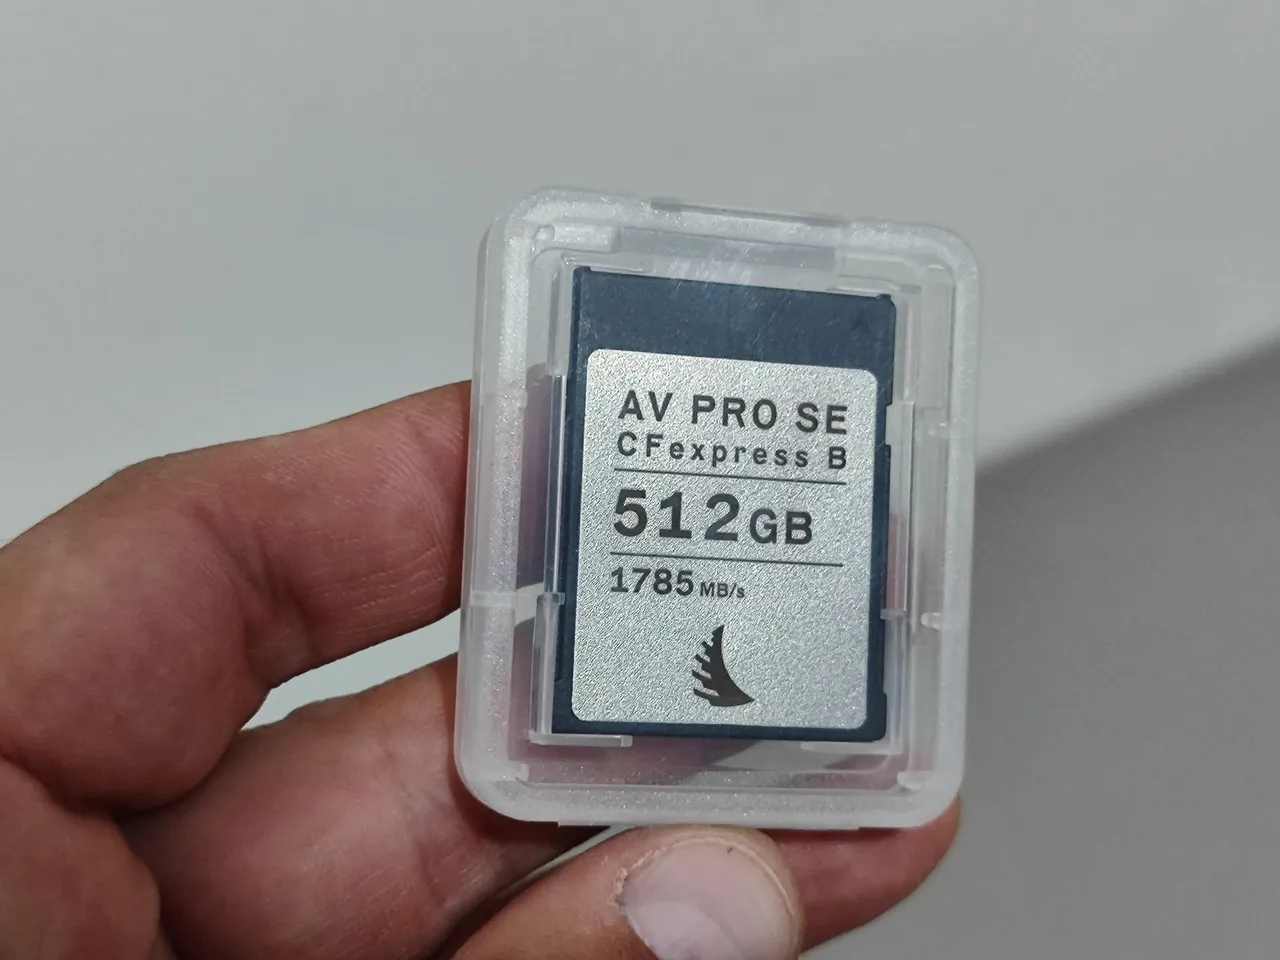 AV PRO SE
CFexpress B
512GB
1785 MB/s